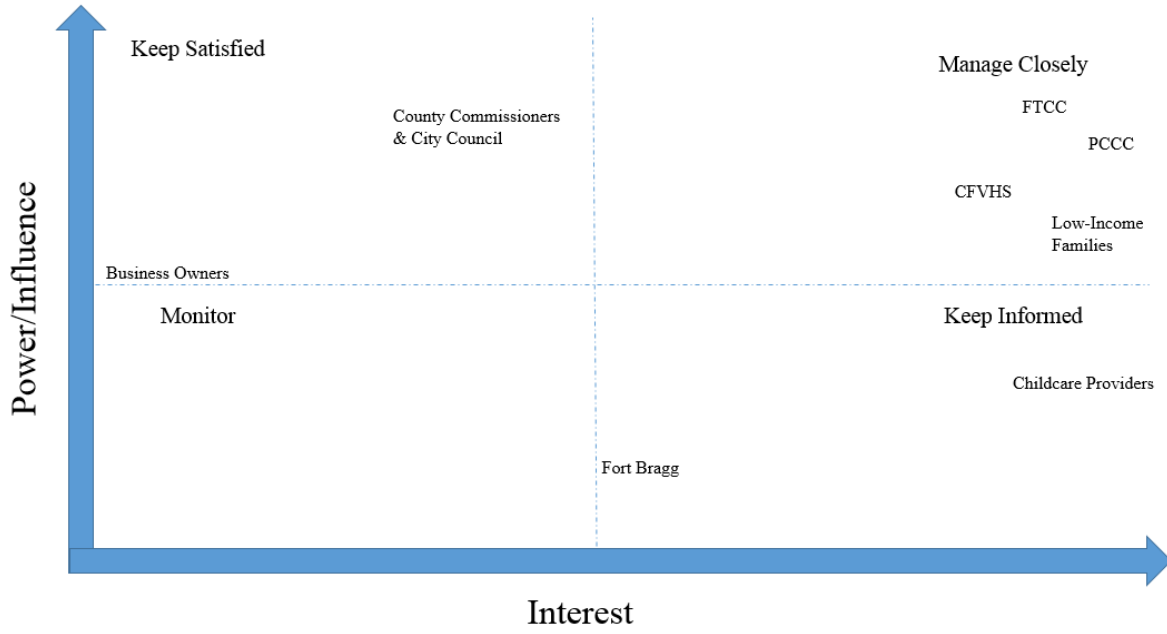 Keep Satisfied
Manage Closely
County Commissioners
& City Council
FTCC
PCCC
CFVHS
Low-Income
Families
Business Owners
Monitor
Keep Informed
Childcare Providers
Fort Bragg
Power/Influence
Interest